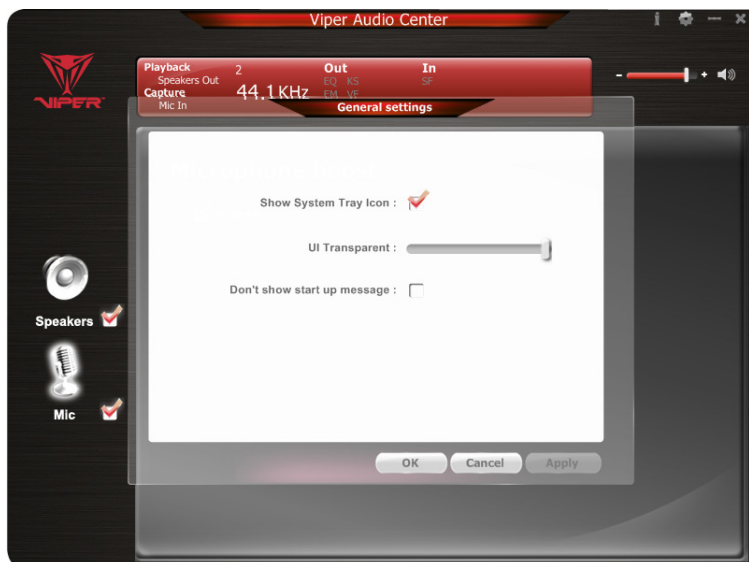 Viper Audio Center
VIPER
Playback 2 Out In
Speakers Out EQ KS SF
Capture 44.1KHz EM VF
Mic In
General settings
Show System Tray Icon :
UI Transparent :
Don't show start up message :
Speakers
Mic
OK Cancel Apply